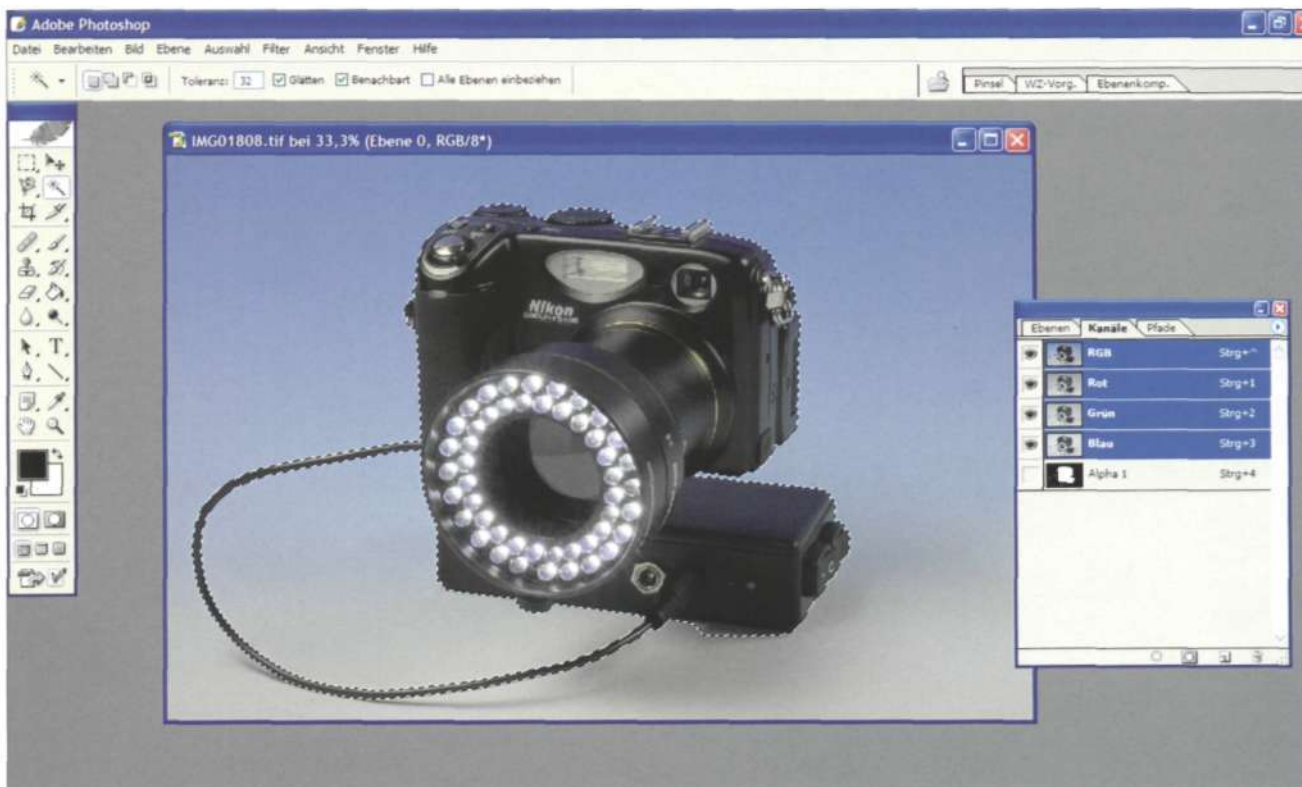 Adobe Photoshop
Datei Bearbeiten Bild Ebene Auswahl Filter Ansicht Fenster Hilfe
Toleranz: 32 Glätten Benachbart Alle Ebenen einbeziehen
Pinsel WZ-Vorg. Ebenenkomp.
IMG01808.tif bei 33,3% (Ebene 0, RGB/8*)
Nikon
Ebenen Kanäle Pfade
RGB Strg+^
Rot Strg+1
Grün Strg+2
Blau Strg+3
Alpha 1 Strg+4